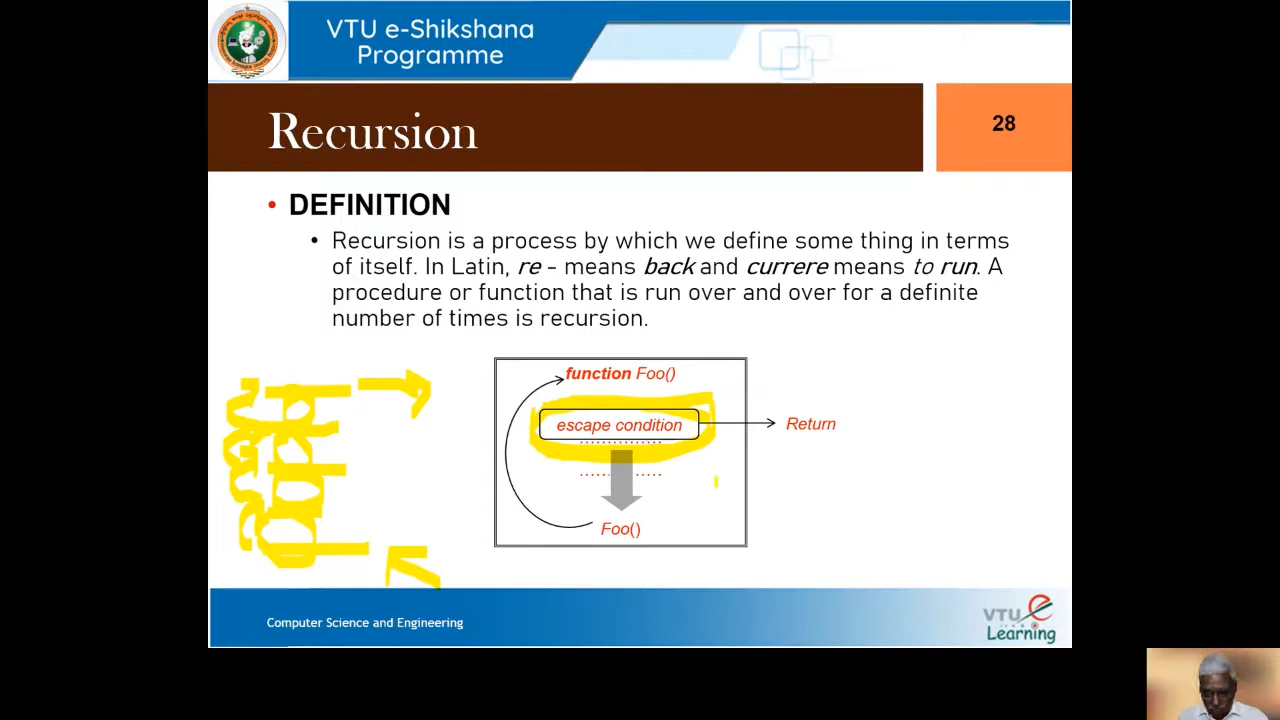 VTU e-Shikshana
Programme
Recursion
28
• DEFINITION
• Recursion is a process by which we define some thing in terms
of itself. In Latin, re - means back and currere means to run. A
procedure or function that is run over and over for a definite
number of times is recursion.
function Foo()
escape condition
Return
Foo()
Computer Science and Engineering
VTU e
Learning